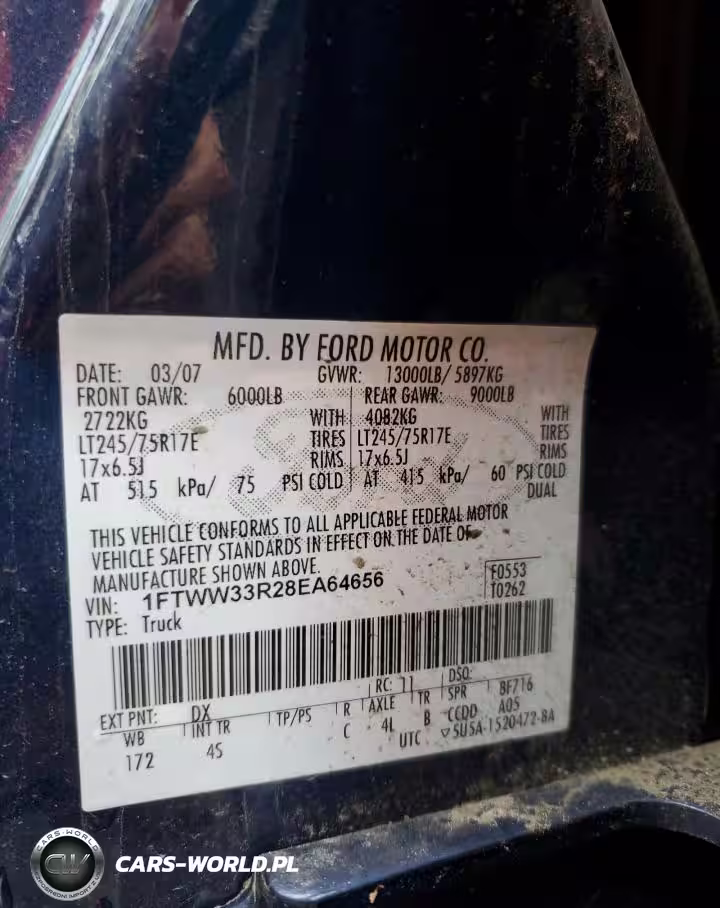 MFD. BY FORD MOTOR CO.
DATE: 03/07 GVWR: 13000LB/ 5897KG
FRONT GAWR: 6000LB REAR GAWR: 9000LB
2722KG WITH 4082KG WITH
LT245/75R17E TIRES LT245/75R17E TIRES
17x6.5J RIMS 17x6.5J RIMS
AT 515 kPa/ 75 PSI COLD AT 415 kPa/ 60 PSI COLD
DUAL
THIS VEHICLE CONFORMS TO ALL APPLICABLE FEDERAL MOTOR
VEHICLE SAFETY STANDARDS IN EFFECT ON THE DATE OF
MANUFACTURE SHOWN ABOVE.
VIN: 1FTWW33R28EA64656 F0553
TYPE: Truck T0262
RC: 11 DSO:
EXT PNT: DX BF716
WB INT TR TP/PS R AXLE TR SPR A05
172 4S C 4L B CCDD
UTC ▽5U5A-1520472-BA
CARS-WORLD
CW
CARS-WORLD.PL